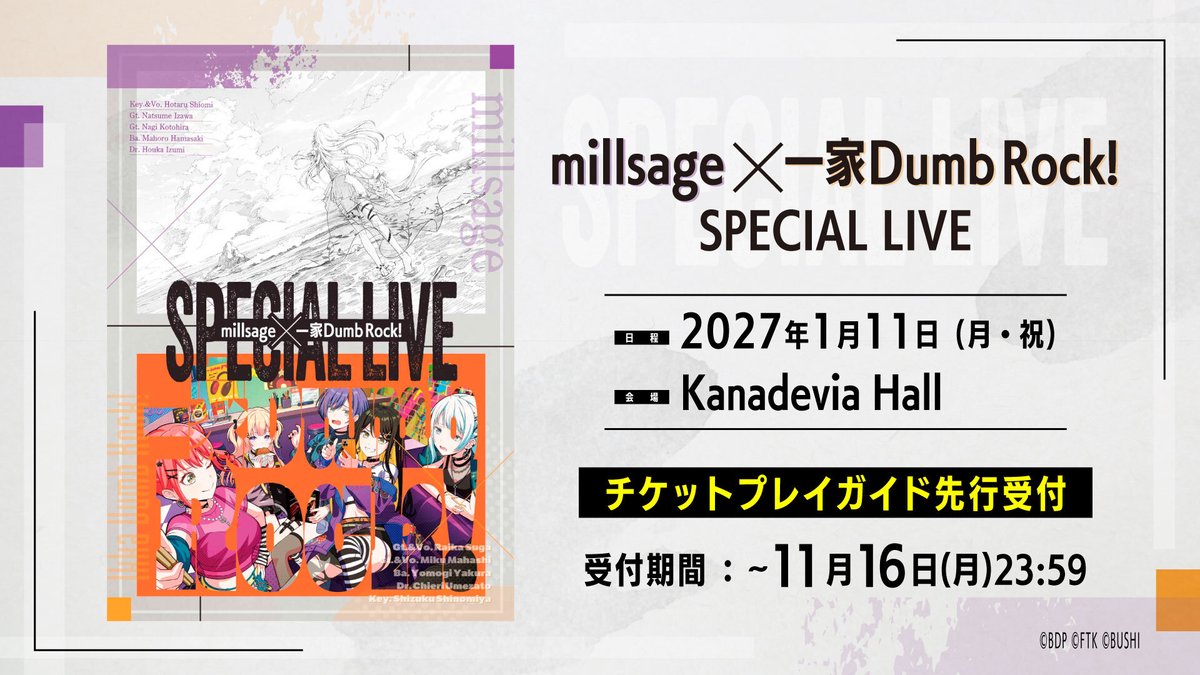 Key.&Vo. Hotaru Shiomi
Gt. Natsume Izawa
Gt. Nagi Kotohira
Ba. Mahoro Hamasaki
Dr. Houka Izumi
millsage
SPECIAL LIVE
millsage×一家Dumb Rock!
Gt.&Vo. Raika Suga
Gt.&Vo. Miku Mahashi
Ba. Yomogi Yakura
Dr. Chieri Umezato
Key. Shizuku Shinomiya
SPECIAL LIVE
millsage×一家Dumb Rock!
SPECIAL LIVE
日程 2027年1月11日 (月・祝)
会場 Kanadevia Hall
チケットプレイガイド先行受付
受付期間：~11月16日(月)23:59
©BDP ©FTK ©BUSHI